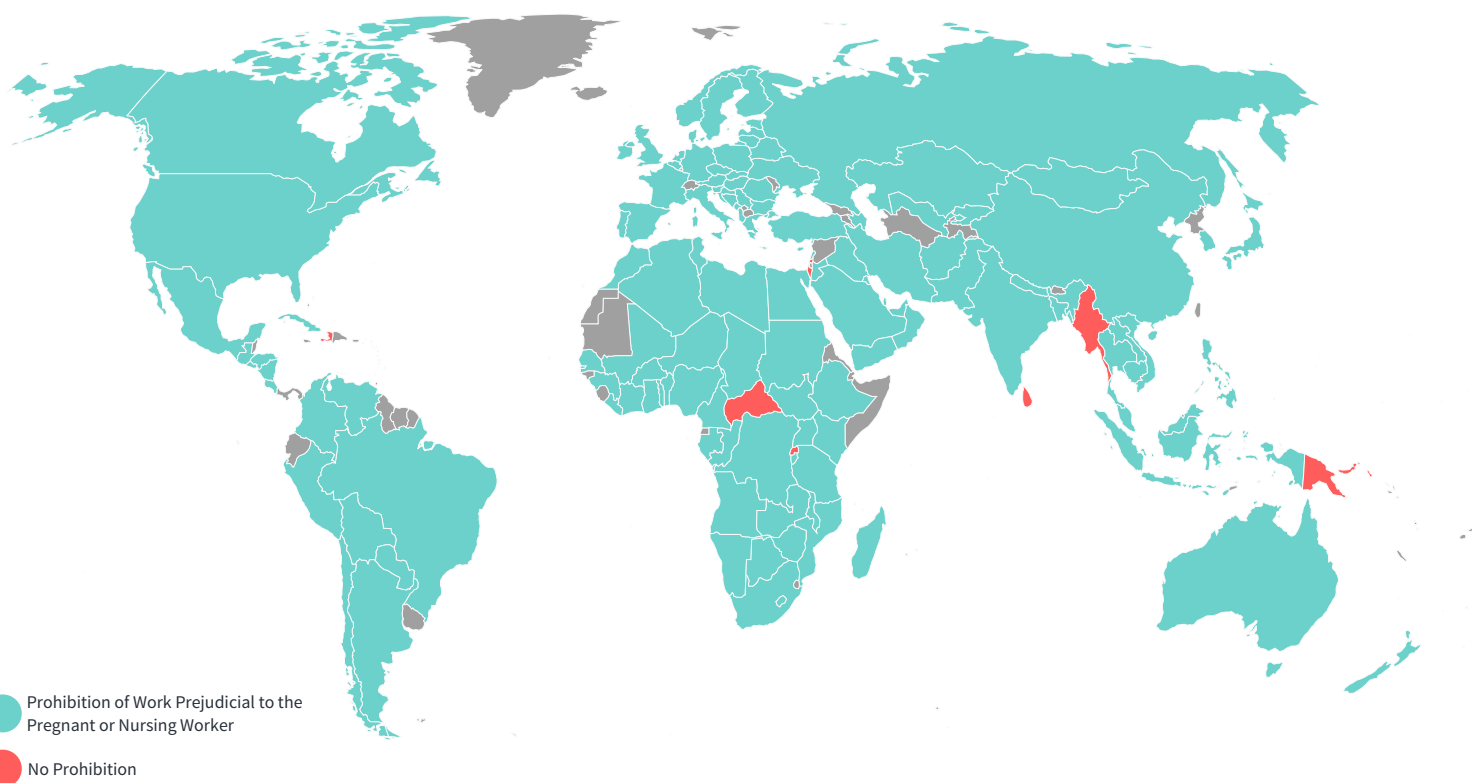 Prohibition of Work Prejudicial to the
Pregnant or Nursing Worker
No Prohibition